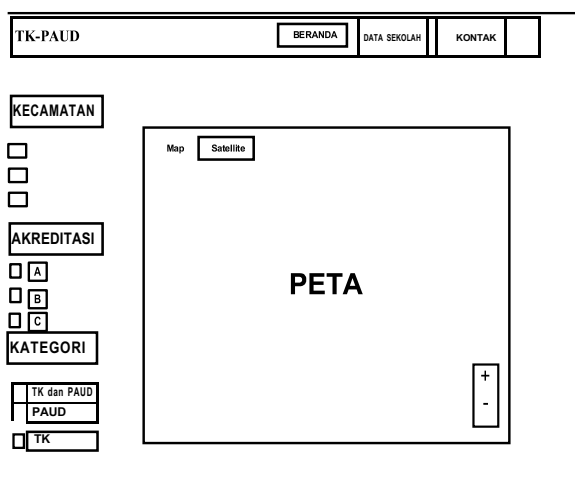 TK-PAUD BERANDA DATA SEKOLAH KONTAK
KECAMATAN
Map Satellite
AKREDITASI
A
B
C
PETA
KATEGORI
TK dan PAUD
PAUD
TK
+
-